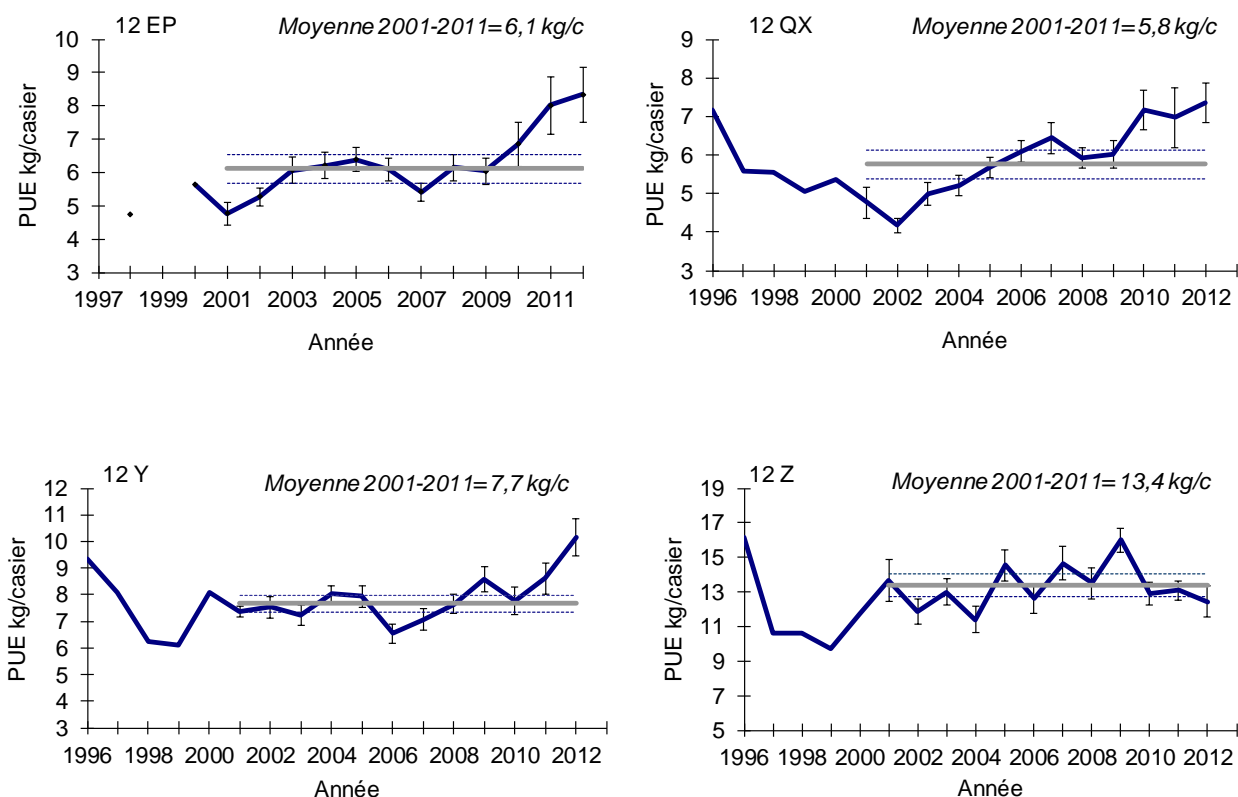 12 EP
Moyenne 2001-2011= 6,1 kg/c
PUE kg/casier
10
9
8
7
6
5
4
3
1997 1999 2001 2003 2005 2007 2009 2011
Année
12 QX
Moyenne 2001-2011= 5,8 kg/c
PUE kg/casier
9
8
7
6
5
4
3
1996 1998 2000 2002 2004 2006 2008 2010 2012
Année
12 Y
Moyenne 2001-2011= 7,7 kg/c
PUE kg/casier
12
11
10
9
8
7
6
5
4
3
1996 1998 2000 2002 2004 2006 2008 2010 2012
Année
12 Z
Moyenne 2001-2011= 13,4 kg/c
PUE kg/casier
19
17
15
13
11
9
7
5
1996 1998 2000 2002 2004 2006 2008 2010 2012
Année